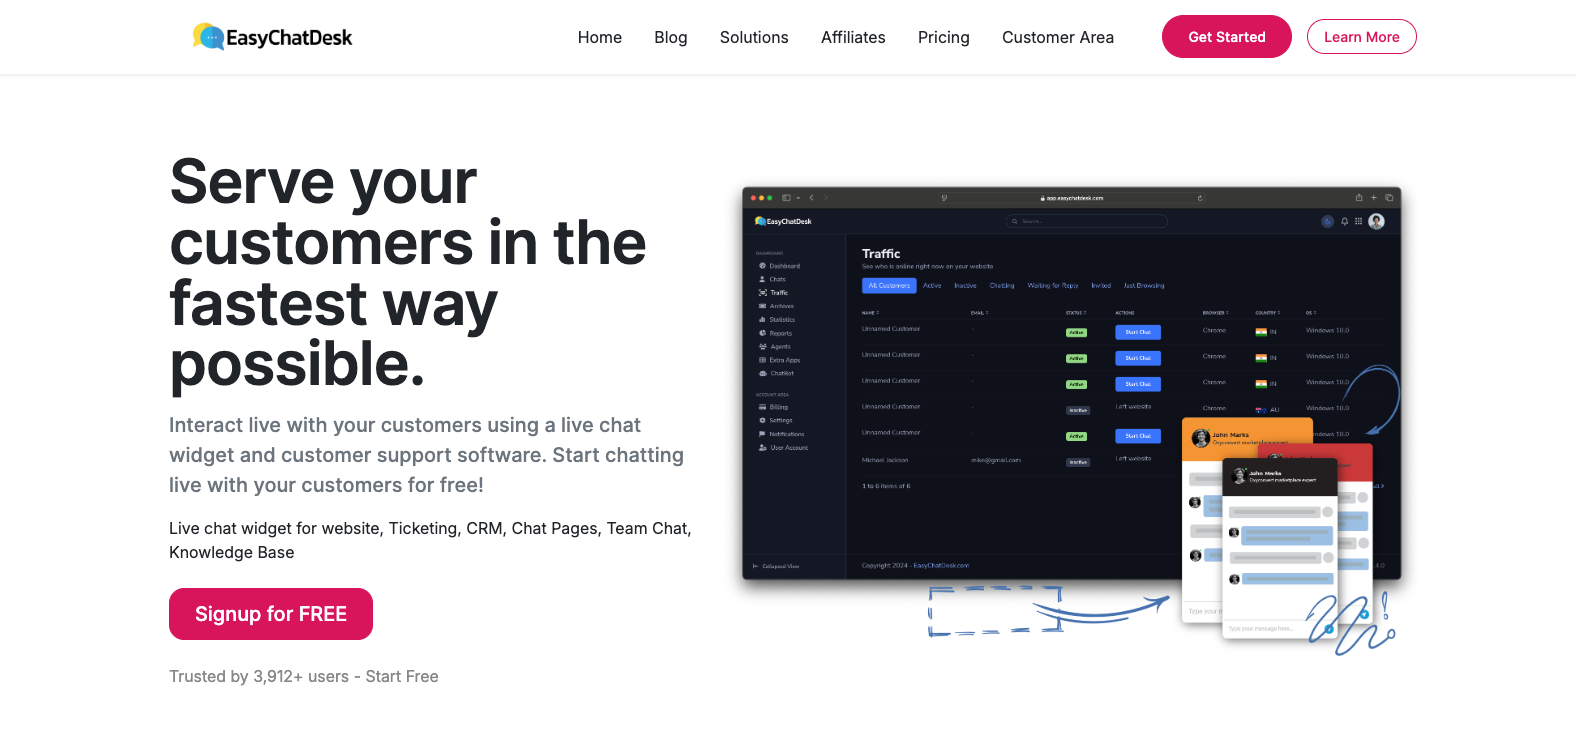 EasyChatDesk
Home Blog Solutions Affiliates Pricing Customer Area Get Started Learn More
Serve your
customers in the
fastest way
possible.
Interact live with your customers using a live chat
widget and customer support software. Start chatting
live with your customers for free!
Live chat widget for website, Ticketing, CRM, Chat Pages, Team Chat,
Knowledge Base
Signup for FREE
Trusted by 3,912+ users - Start Free
app.easychatdesk.com
EasyChatDesk Search..
DASHBOARD
Dashboard
Chats
Traffic
Archives
Statistics
Reports
Agents
Extra Apps
ChatBot
ACCOUNT AREA
Billing
Settings
Notifications
User Account
Collapsed View
Traffic
See who is online right now on your website
All Customers Active Inactive Chatting Waiting for Reply Invited Just Browsing
NAME EMAIL STATUS ACTIONS BROWSER COUNTRY OS
Unnamed Customer - Active Start Chat Chrome IN Windows 10.0
Unnamed Customer - Active Start Chat Chrome IN Windows 10.0
Unnamed Customer - Active Start Chat Chrome IN Windows 10.0
Unnamed Customer - Inactive Left website Chrome AU Windows 10.0
Unnamed Customer - Active Start Chat Windows 10.0
Michael Jackson mike@gmail.com Inactive Left website
1 to 6 items of 6
Copyright 2024 - EasyChatDesk.com
John Marks
John Marks
Oxyconvert marketplace expert
Type your m
Type your message here..